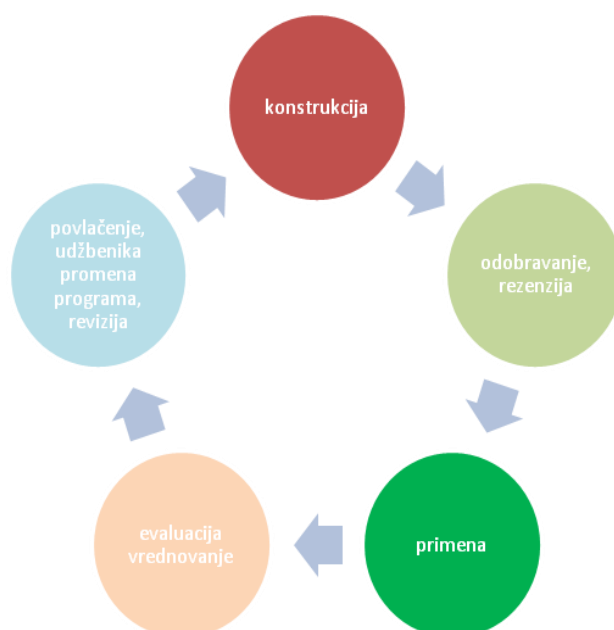 konstrukcija
odobravanje,
rezenzija
primena
evaluacija
vrednovanje
povlačenje,
udžbenika
promena
programa,
revizija